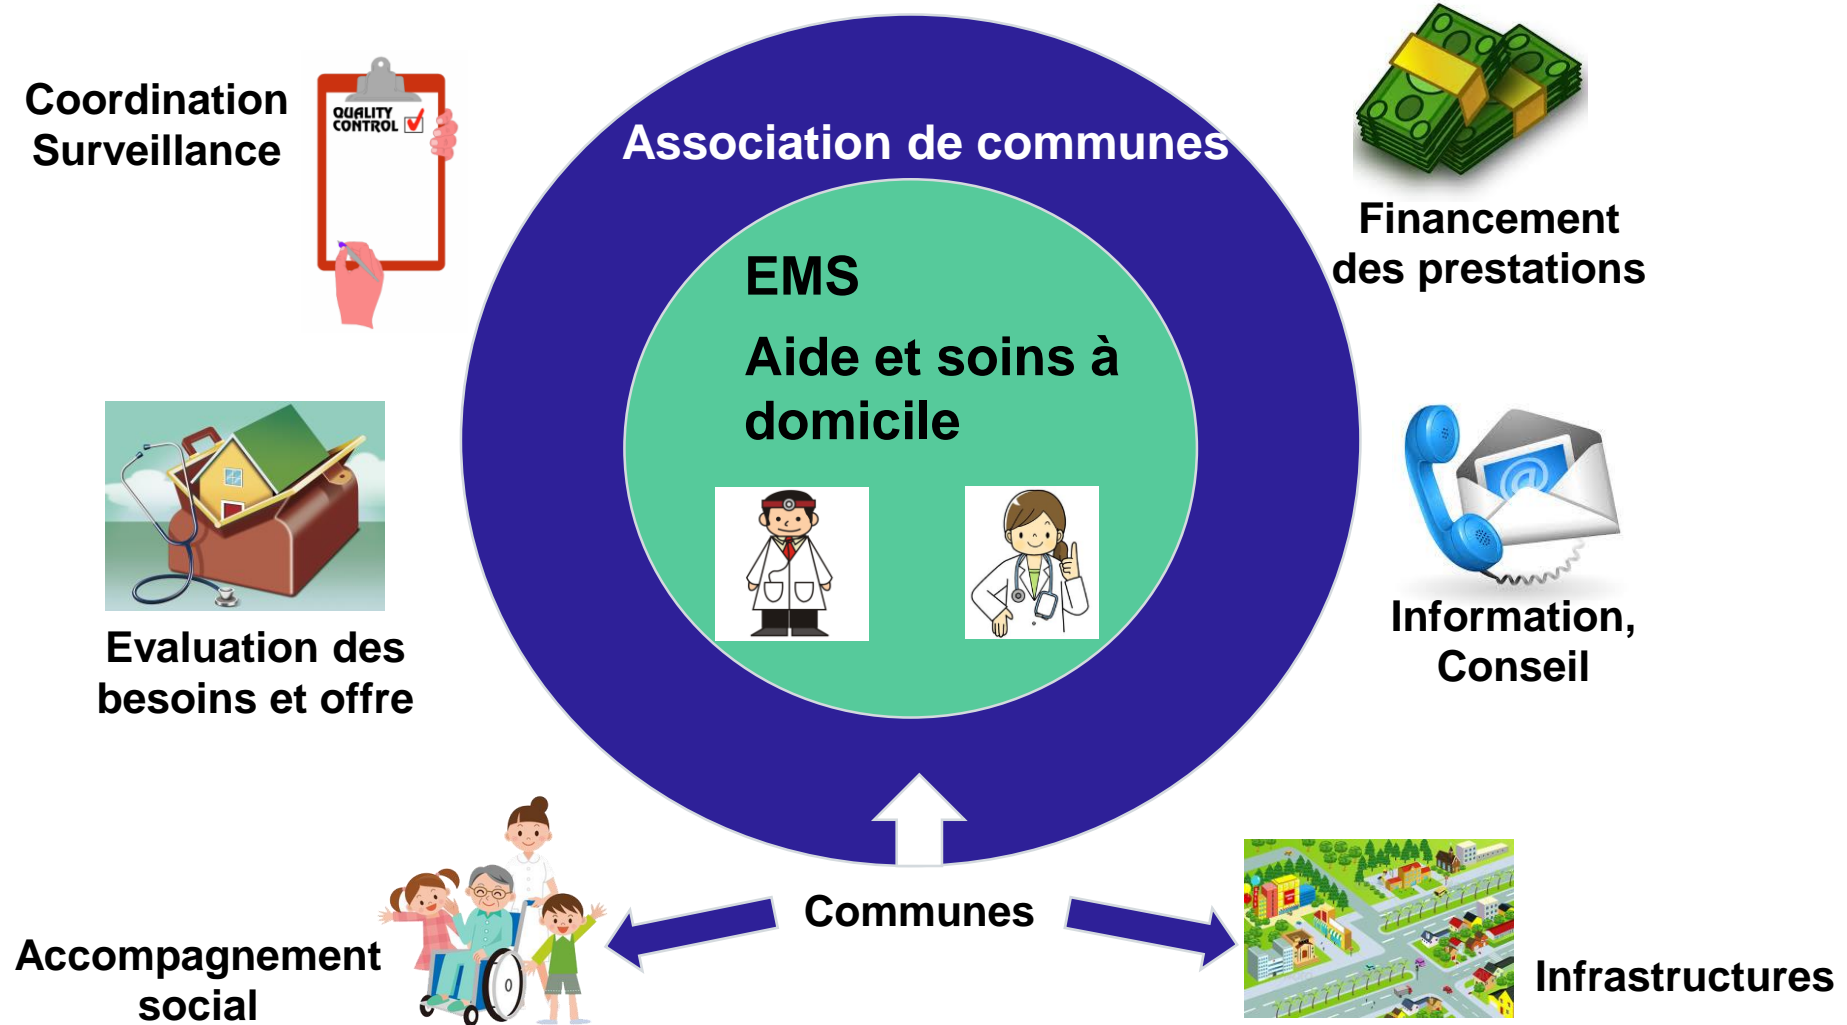 Coordination
Surveillance
QUALITY
CONTROL
Association de communes
Financement
des prestations
EMS
Aide et soins à
domicile
@
Evaluation des
besoins et offre
Information,
Conseil
Communes
Accompagnement
social
Infrastructures